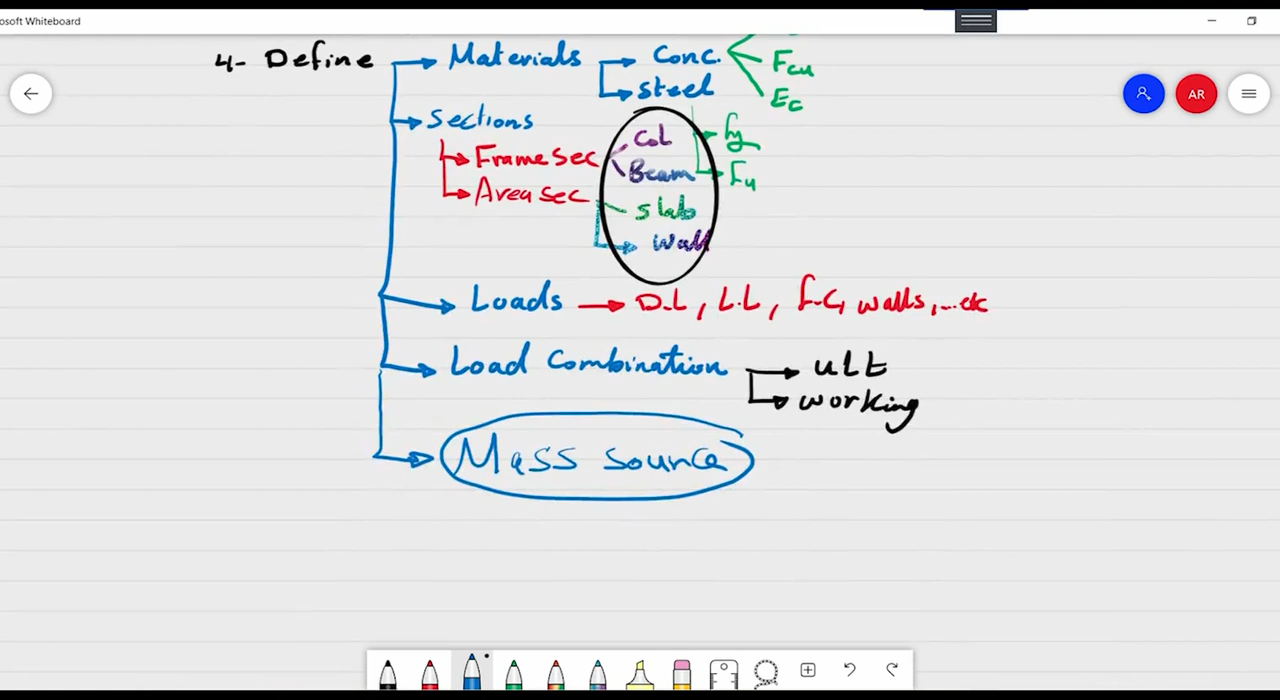 osoft Whiteboard
4- Define Materials Conc.
Fcu
steel
Ec
AR
Sections
Fy
Col
Frame sec
Beam
Fu
Area sec
slab
wall
Loads D.L, L.L, F.C, walls, ...etc
Load Combination ult
working
Mass source